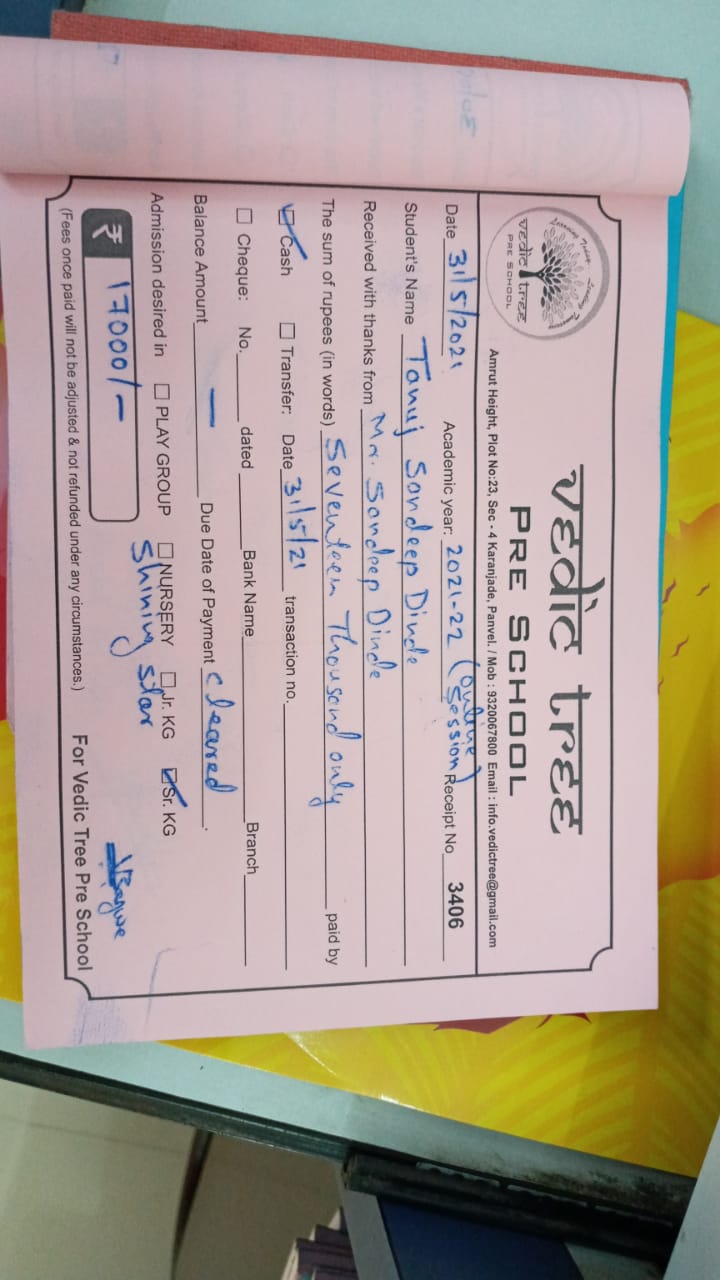 vedic tree
PRE SCHOOL
vedic tree
PRE SCHOOL
Amrut Height, Plot No:23, Sec - 4 Karanjade, Panvel. / Mob : 9320067800 Email : info.vedictree@gmail.com
Date 31/5/2021 Academic year: 2021-22 (online session) Receipt No 3406
Student's Name Tanuj Sandeep Dinde
Received with thanks from Mr. Sandeep Dinde
The sum of rupees (in words) Seventeen Thousand only paid by
Cash Transfer: Date 31/5/21 transaction no.
Cheque: No. dated Bank Name Branch
Balance Amount — Due Date of Payment cleared.
Admission desired in PLAY GROUP NURSERY Jr. KG Sr. KG
Shining star
₹ 17000/-
For Vedic Tree Pre School
(Fees once paid will not be adjusted & not refunded under any circumstances.)